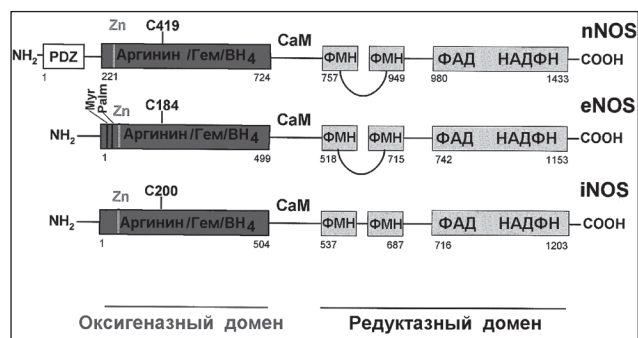 Zn C419 nNOS
CaM
NH2 PDZ Аргинин/Гем/BH4 ФМН ФМН ФАД НАДФН COOH
1 221 724 757 949 980 1433
Myr Palm Zn C184 eNOS
CaM
NH2 Аргинин/Гем/BH4 ФМН ФМН ФАД НАДФН COOH
1 499 518 715 742 1153
Zn C200 iNOS
CaM
NH2 Аргинин/Гем/BH4 ФМН ФМН ФАД НАДФН COOH
1 504 537 687 716 1203
Оксигеназный домен Редуктазный домен